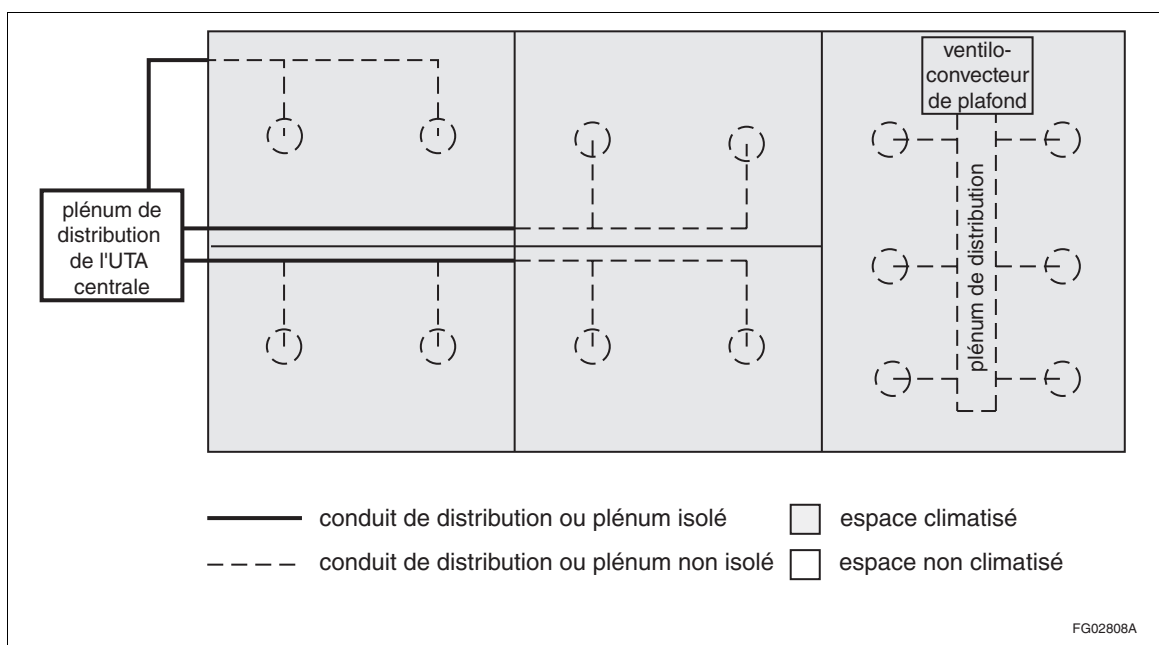 ventilo-
convecteur
de plafond
plénum de
distribution
de l'UTA
centrale
plénum de distribution
conduit de distribution ou plénum isolé
espace climatisé
conduit de distribution ou plénum non isolé
espace non climatisé
FG02808A